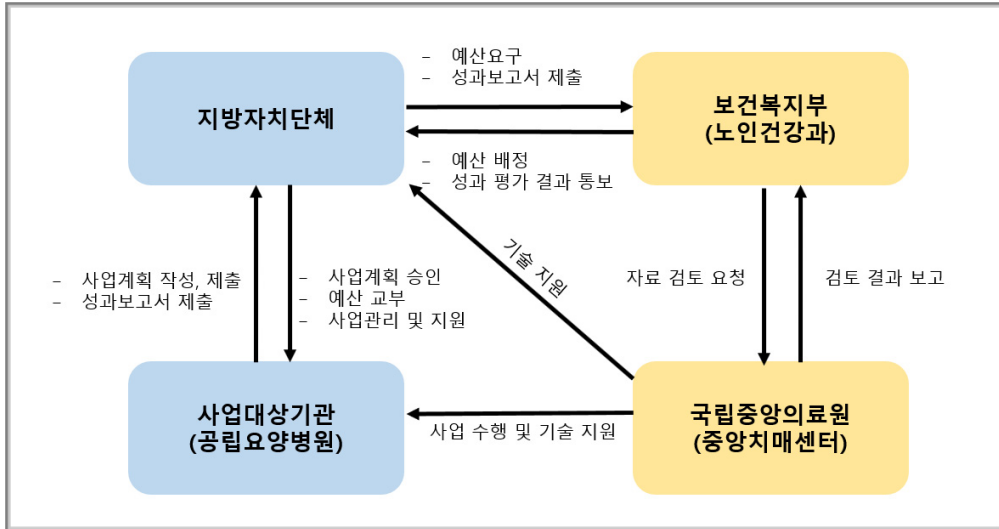 - 예산요구
- 성과보고서 제출
지방자치단체
보건복지부
(노인건강과)
- 예산 배정
- 성과 평가 결과 통보
- 사업계획 작성, 제출
- 성과보고서 제출
- 사업계획 승인
- 예산 교부
- 사업관리 및 지원
기술 지원
자료 검토 요청
검토 결과 보고
사업대상기관
(공립요양병원)
사업 수행 및 기술 지원
국립중앙의료원
(중앙치매센터)